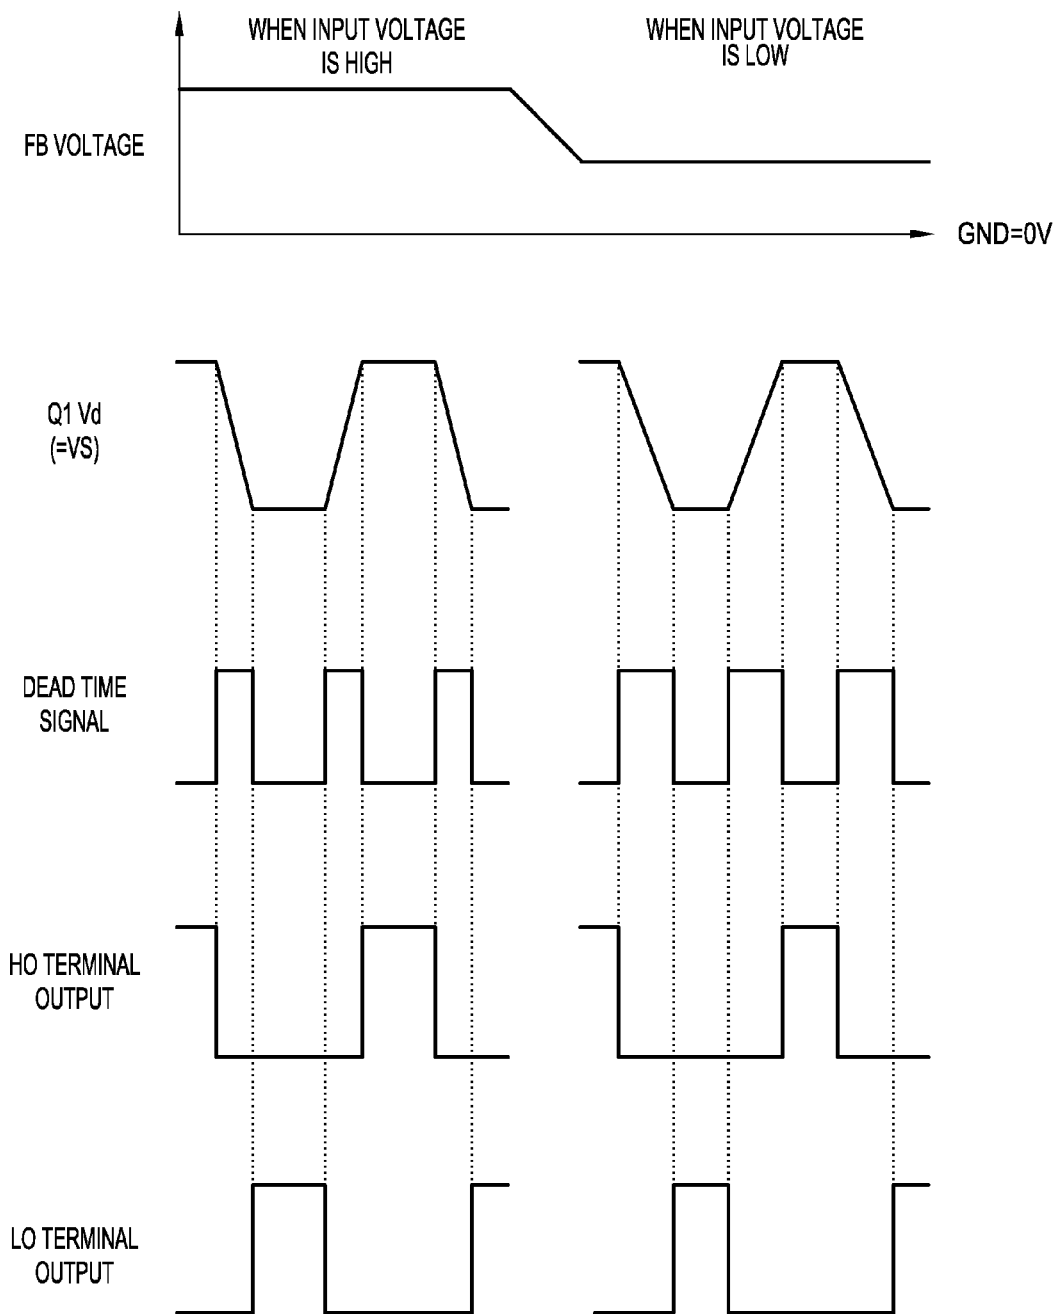 WHEN INPUT VOLTAGE
IS HIGH
WHEN INPUT VOLTAGE
IS LOW
FB VOLTAGE
GND=0V
Q1 Vd
(=VS)
DEAD TIME
SIGNAL
HO TERMINAL
OUTPUT
LO TERMINAL
OUTPUT